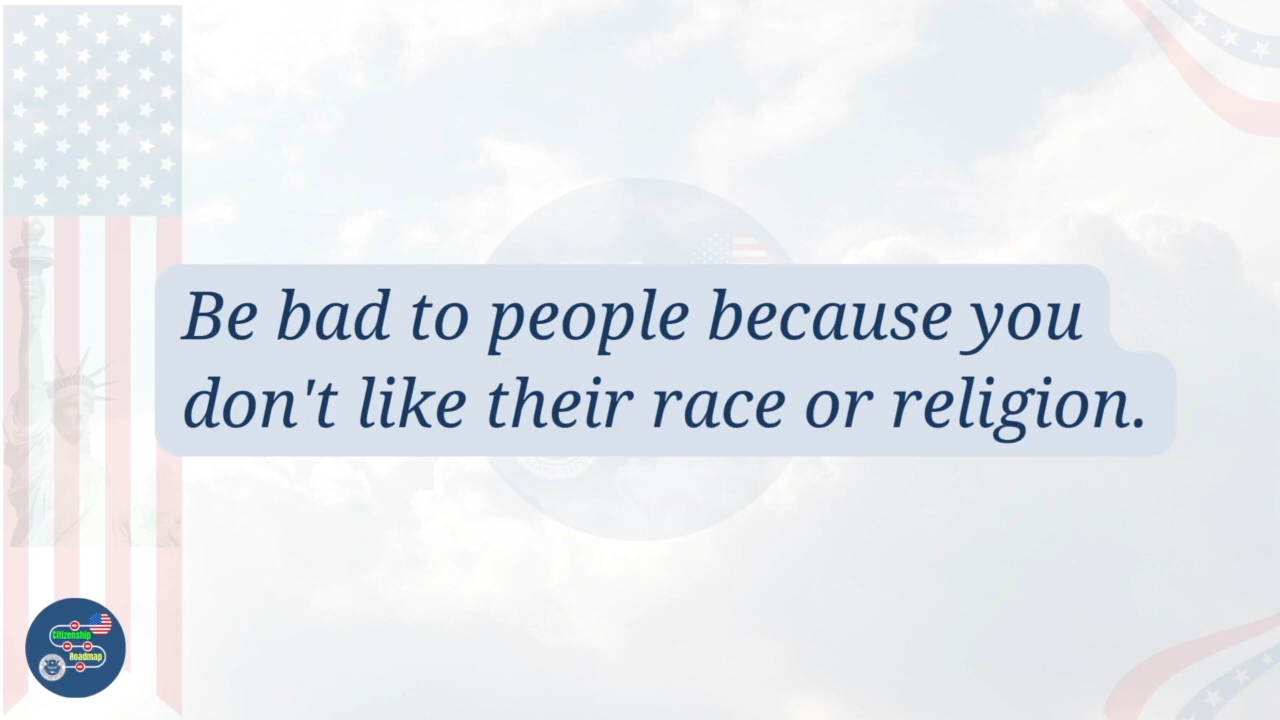 Be bad to people because you
don't like their race or religion.
Citizenship
Roadmap